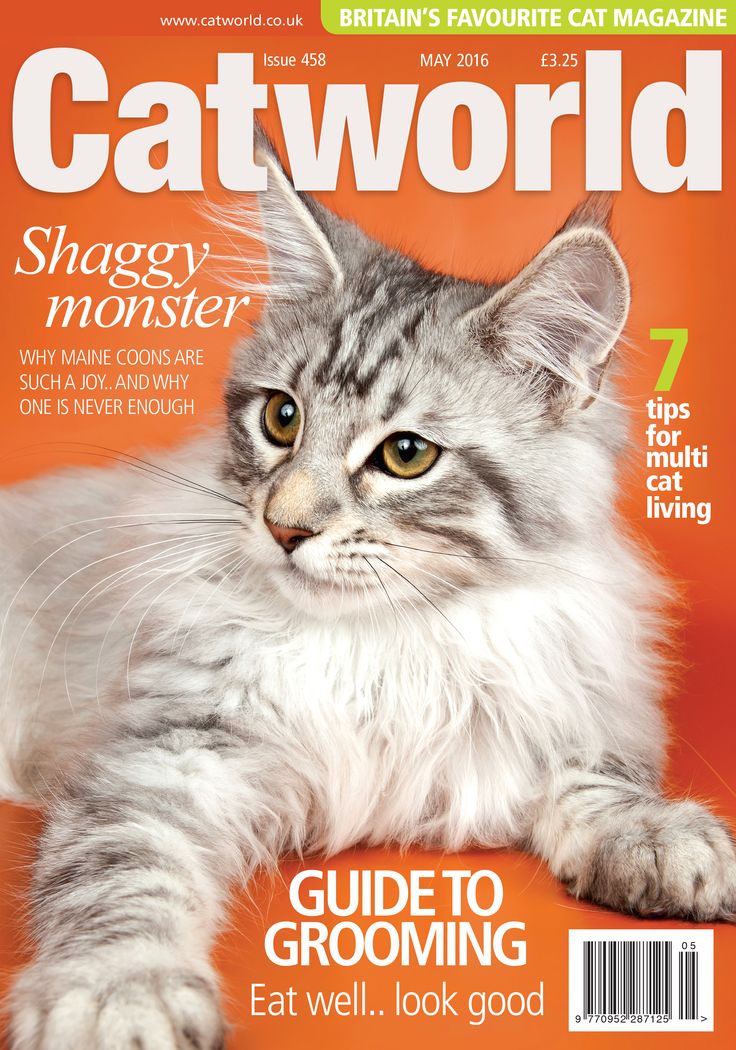 www.catworld.co.uk
BRITAIN'S FAVOURITE CAT MAGAZINE
Issue 458
MAY 2016
£3.25
Catworld
Shaggy
monster
WHY MAINE COONS ARE
SUCH A JOY.. AND WHY
ONE IS NEVER ENOUGH
7
tips
for
multi
cat
living
GUIDE TO
GROOMING
Eat well.. look good
05
9 770952 287125 >